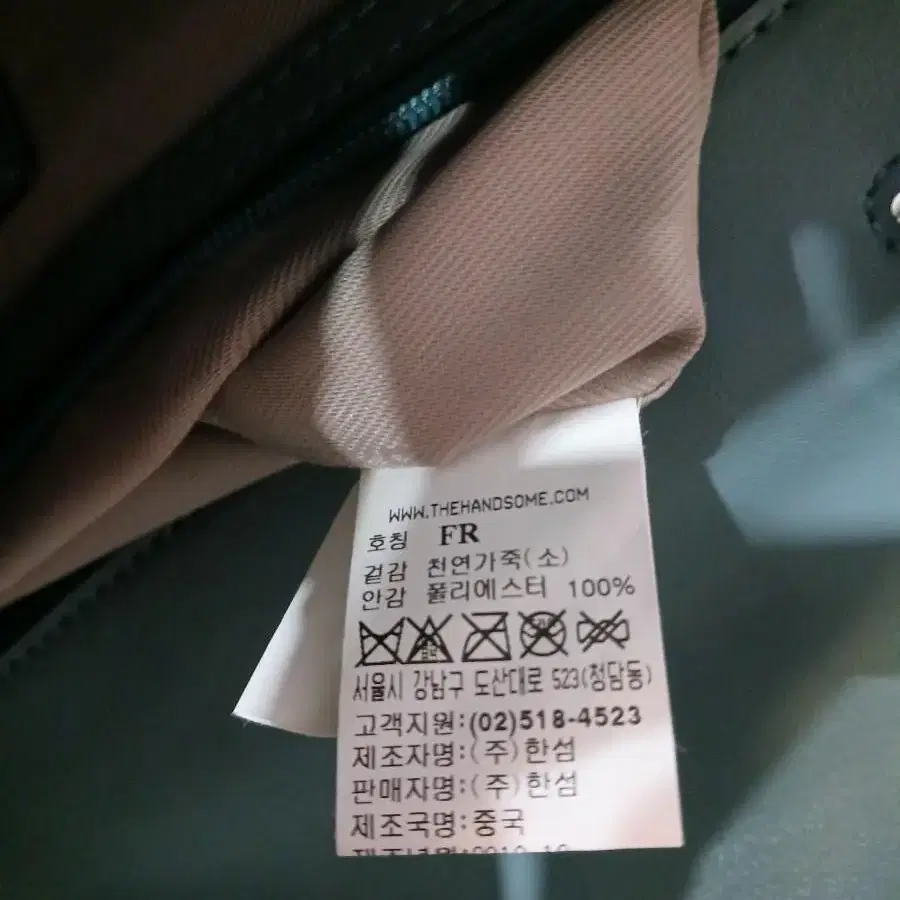 WWW.THEHANDSOME.COM
호칭 FR
겉감 천연가죽(소)
안감 폴리에스터 100%
서울시 강남구 도산대로 523(청담동)
고객지원:(02)518-4523
제조자명:(주)한섬
판매자명:(주)한섬
제조국명:중국